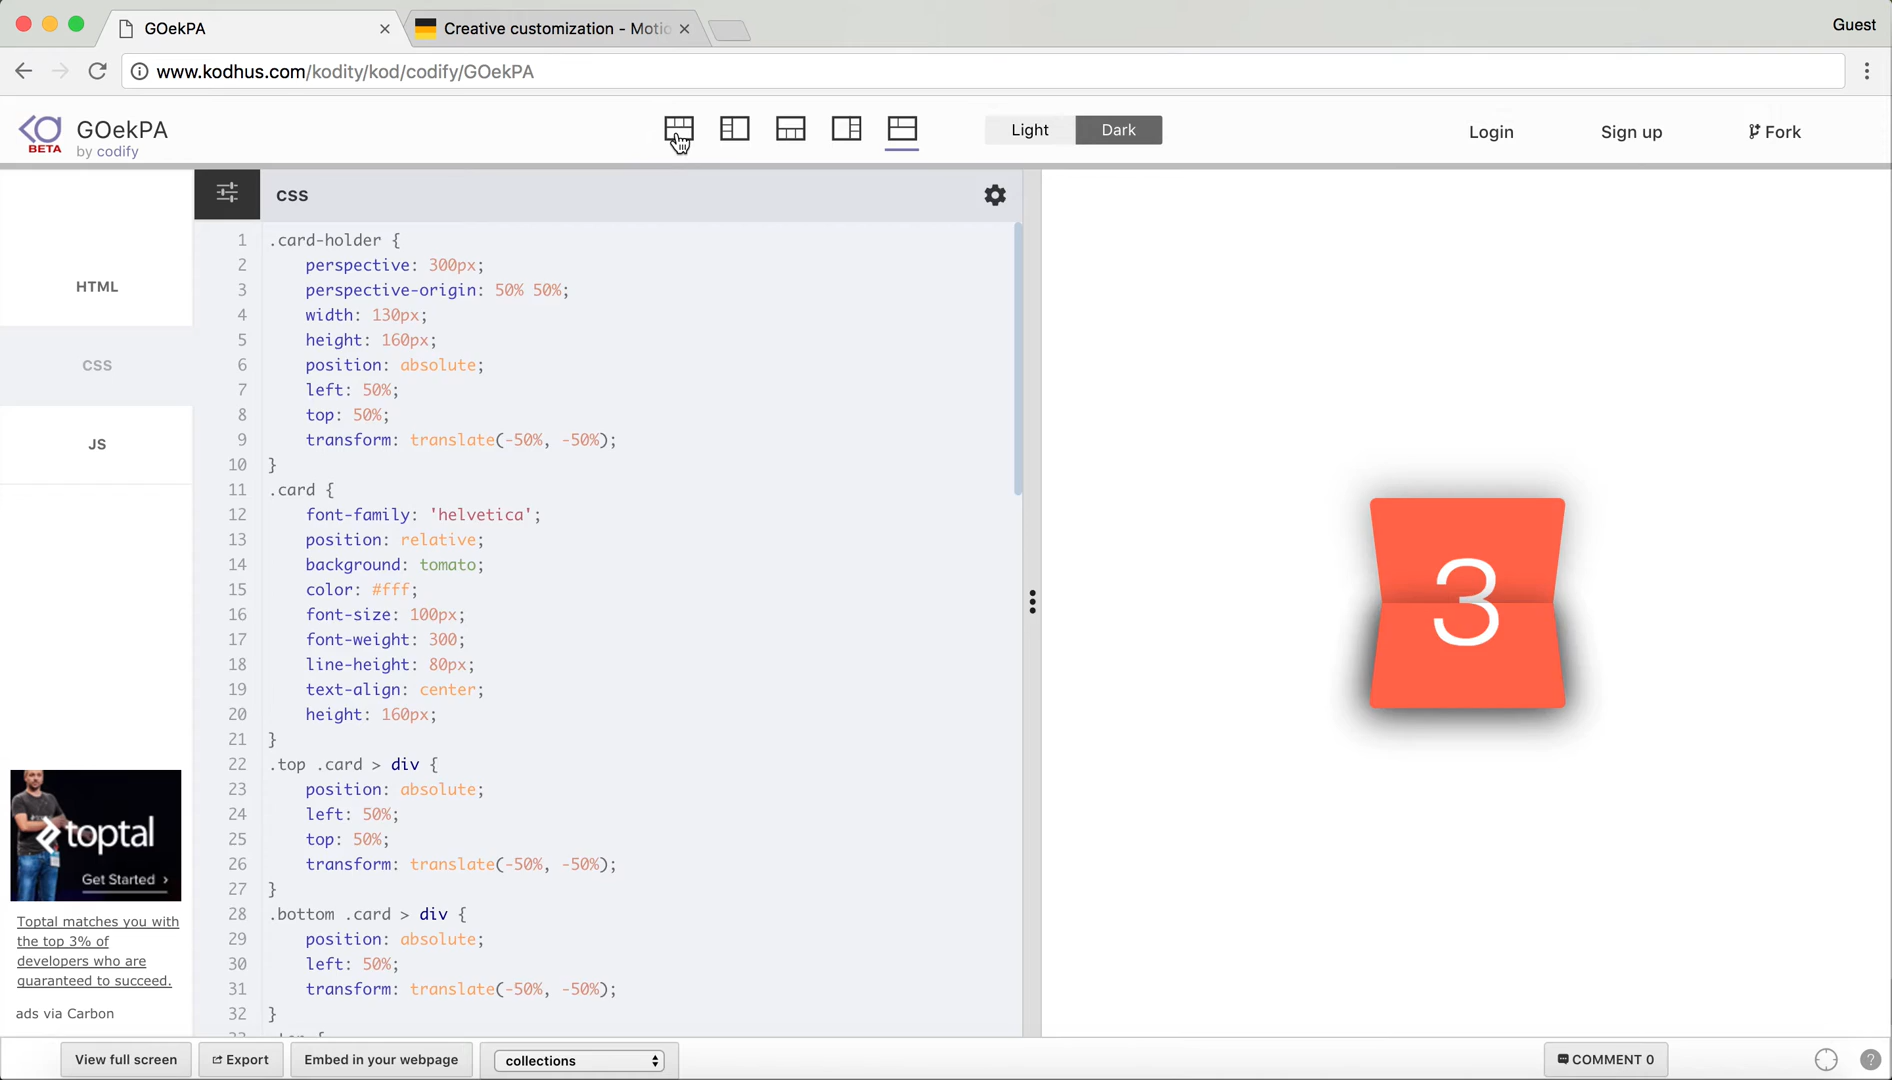 GOekPA
Creative customization - Motio
Guest
www.kodhus.com/kodity/kod/codify/GOekPA
BETA
GOekPA
by codify
Light
Dark
Login
Sign up
Fork
HTML
CSS
JS
css
1 .card-holder {
2 perspective: 300px;
3 perspective-origin: 50% 50%;
4 width: 130px;
5 height: 160px;
6 position: absolute;
7 left: 50%;
8 top: 50%;
9 transform: translate(-50%, -50%);
10 }
11 .card {
12 font-family: 'helvetica';
13 position: relative;
14 background: tomato;
15 color: #fff;
16 font-size: 100px;
17 font-weight: 300;
18 line-height: 80px;
19 text-align: center;
20 height: 160px;
21 }
22 .top .card > div {
23 position: absolute;
24 left: 50%;
25 top: 50%;
26 transform: translate(-50%, -50%);
27 }
28 .bottom .card > div {
29 position: absolute;
30 left: 50%;
31 transform: translate(-50%, -50%);
32 }
3
toptal
Get Started ›
Toptal matches you with
the top 3% of
developers who are
guaranteed to succeed.
ads via Carbon
View full screen
Export
Embed in your webpage
collections
COMMENT 0
?